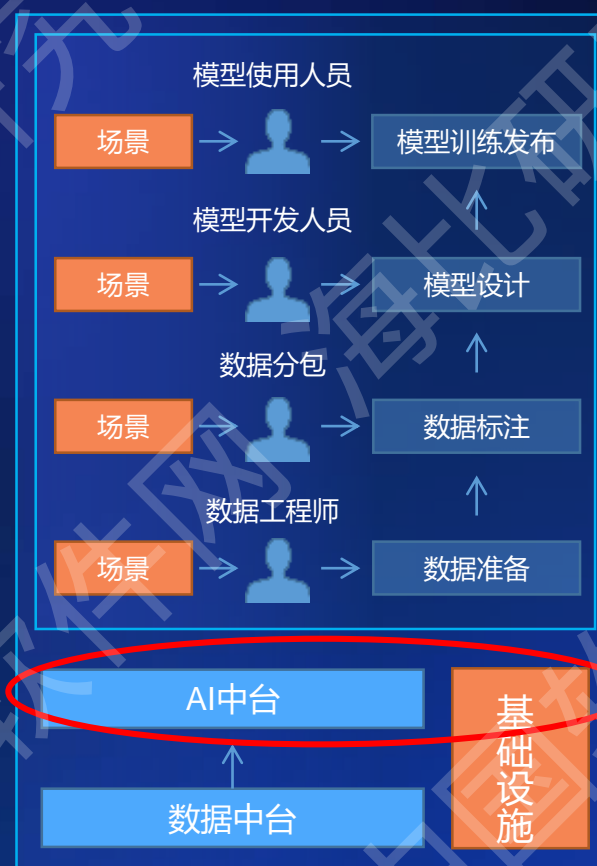 模型使用人员
场景
模型训练发布
模型开发人员
场景
模型设计
数据分包
场景
数据标注
数据工程师
场景
数据准备
AI中台
基础设施
数据中台